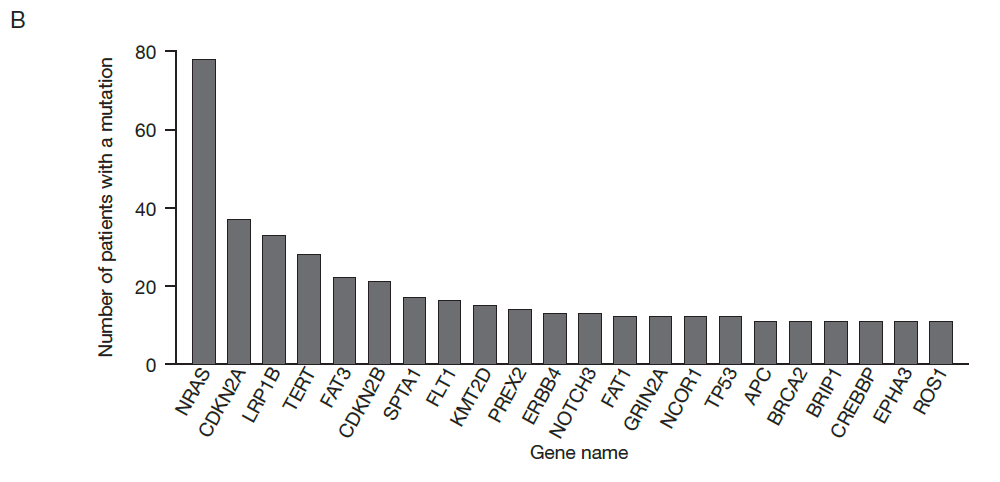 B
Number of patients with a mutation
80
60
40
20
0
NRAS
CDKN2A
LRP1B
TERT
FAT3
CDKN2B
SPTA1
FLT1
KMT2D
PREX2
ERBB4
NOTCH3
FAT1
GRIN2A
NCOR1
TP53
APC
BRCA2
BRIP1
CREBBP
EPHA3
ROS1
Gene name